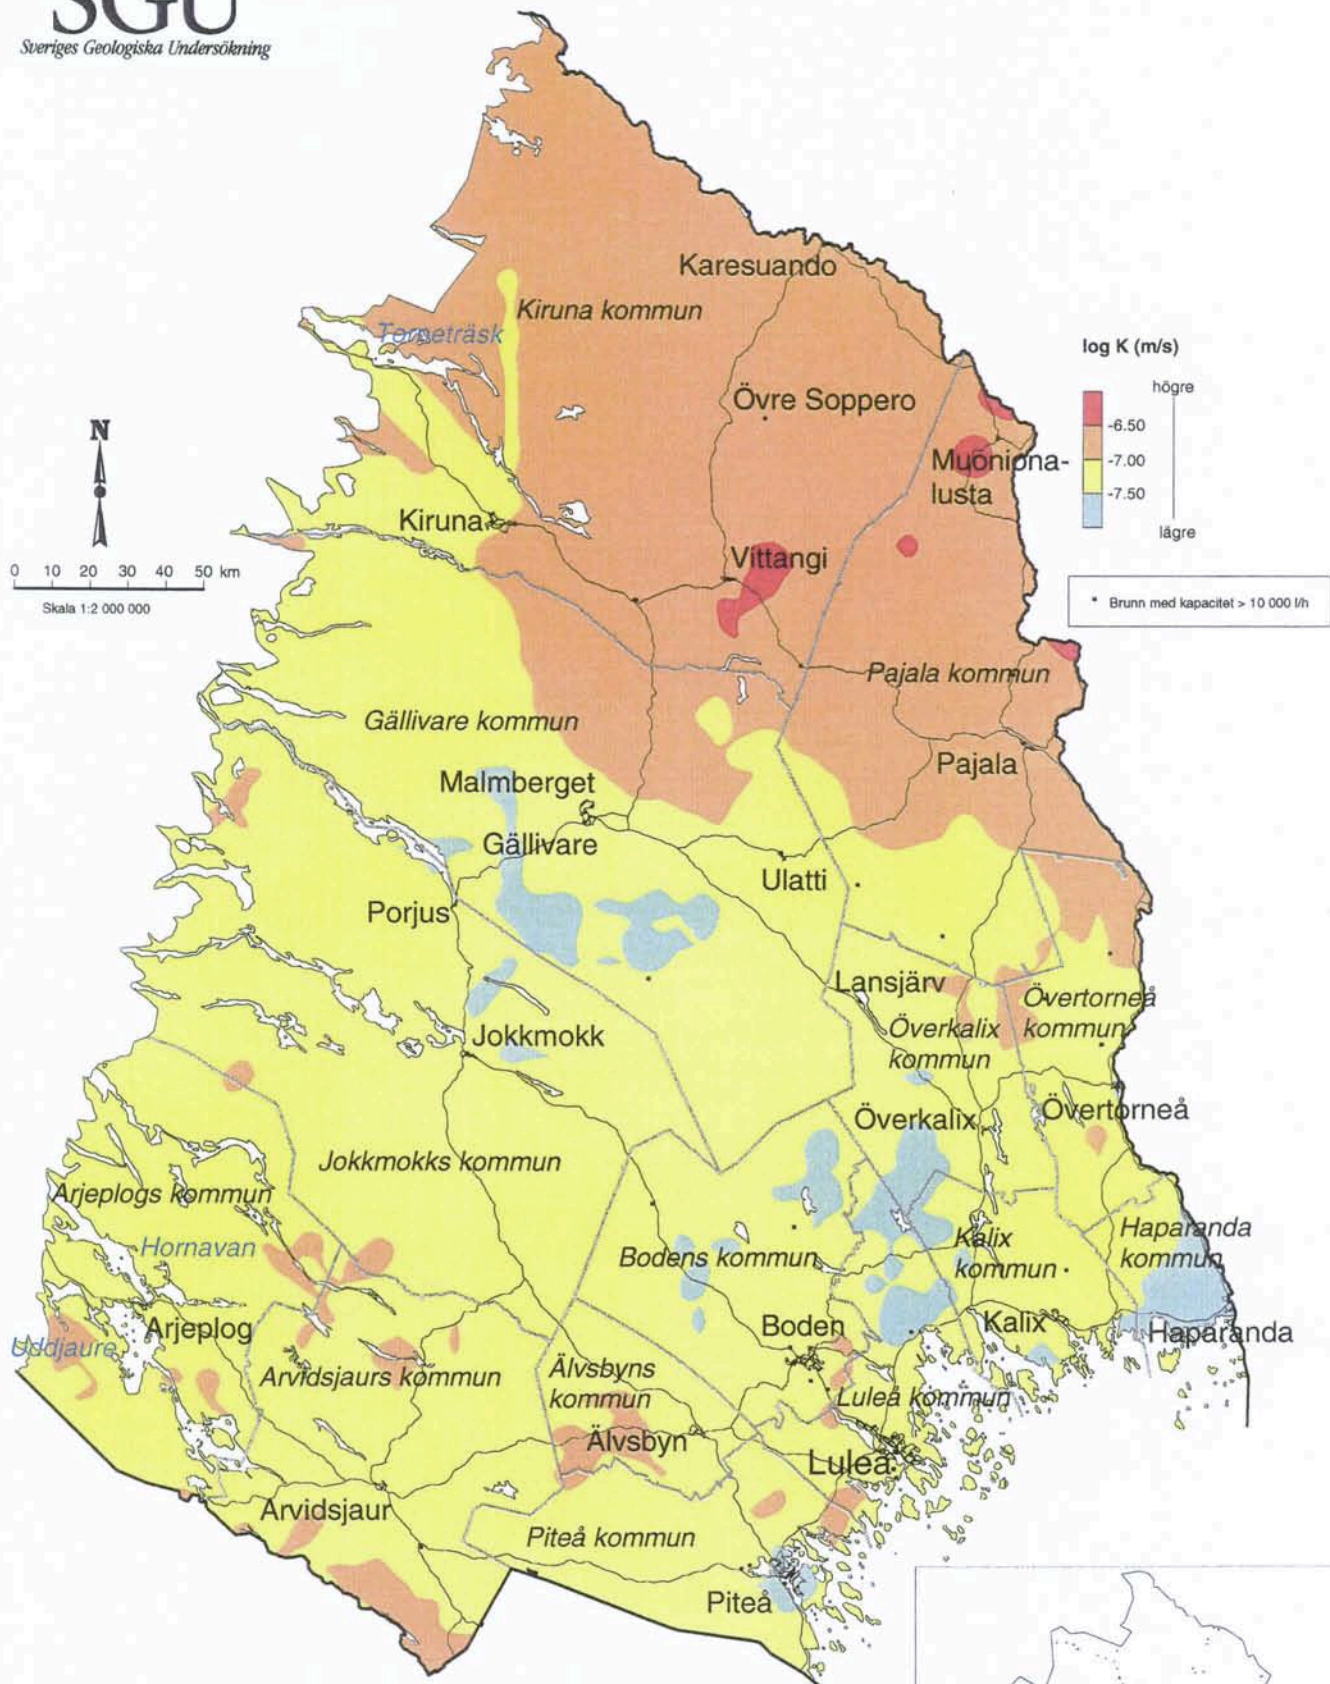 SGU
Sveriges Geologiska Undersökning
Karesuando
Kiruna kommun
Torneträsk
log K (m/s)
högre
-6.50
-7.00
-7.50
lägre
Övre Soppero
N
Muoniona-
lusta
Kiruna
Vittangi
0 10 20 30 40 50 km
Skala 1:2 000 000
Brunn med kapacitet > 10 000 l/h
Pajala kommun
Gällivare kommun
Pajala
Malmberget
Gällivare
Ulatti
Porjus
Lansjärv
Övertorneå
kommun
Överkalix
kommun
Jokkmokk
Överkalix
Övertorneå
Jokkmokks kommun
Arjeplogs kommun
Hornavan
Bodens kommun
Kalix
kommun
Haparanda
kommun
Arjeplog
Boden
Kalix
Haparanda
Uddjaure
Arvidsjaurs kommun
Älvsbyns
kommun
Luleå kommun
Älvsbyn
Luleå
Arvidsjaur
Piteå kommun
Piteå